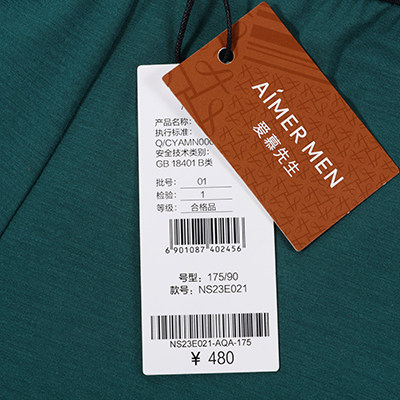 AIMER MEN
爱慕先生
产品名称:
执行标准:
Q/CYAMN000
安全技术类别:
GB 18401 B类
批号: 01
检验: 1
等级: 合格品
6 901087 402456
号型: 175/90
款号: NS23E021
NS23E021-AQA-175
¥ 480